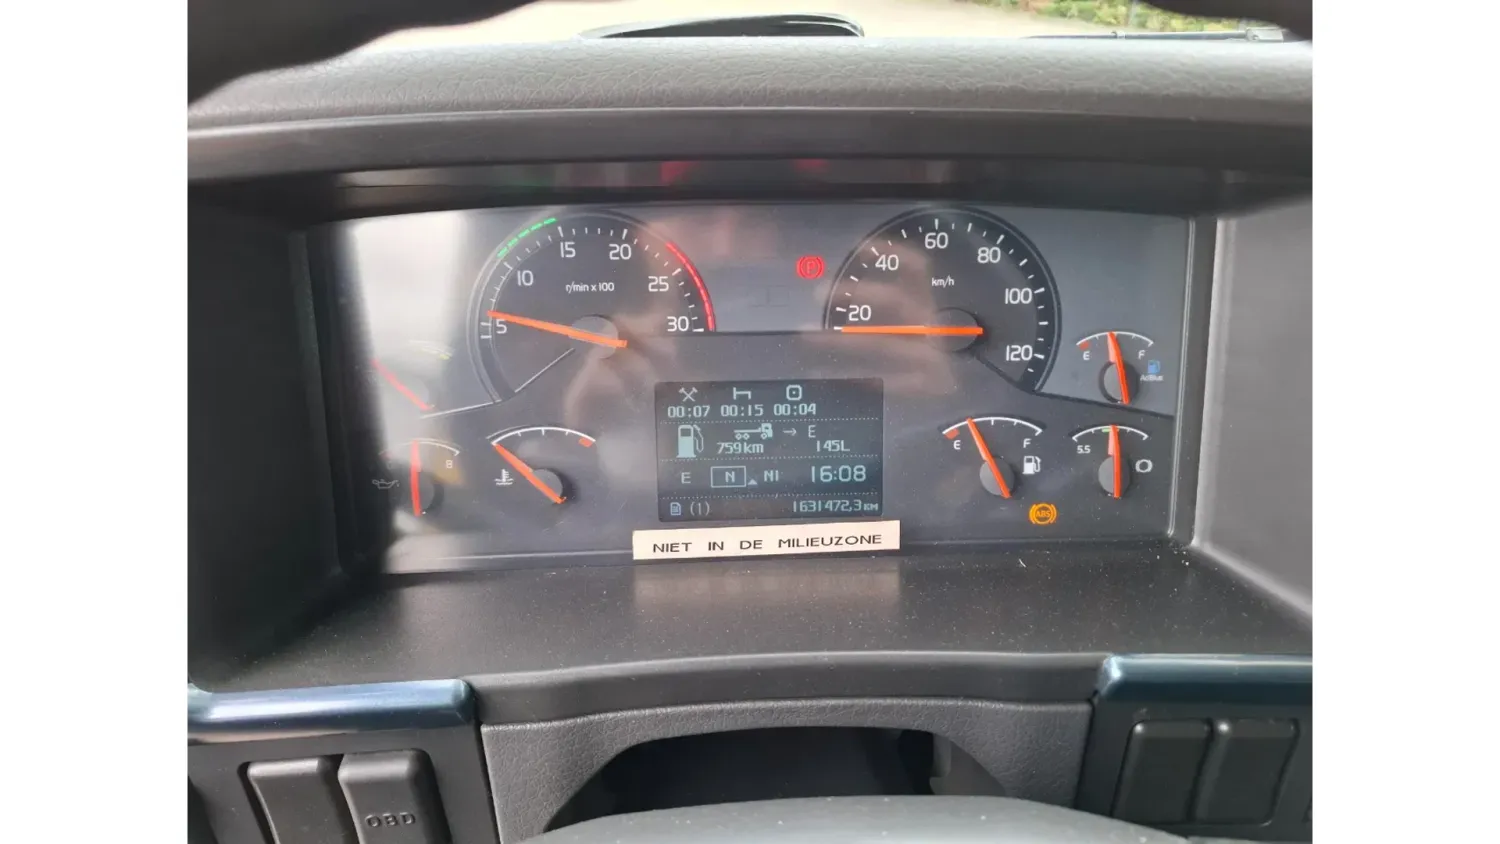 15
20
10
25
r/min x 100
5
30
P
60
40
80
km/h
20
100
120
E
F
AdBlue
00:07 00:15 00:04
E
759km
145L
E
N
N1
16:08
(1)
1631472,3 KM
8
E
F
5.5
ABS
NIET IN DE MILIEUZONE
OBD